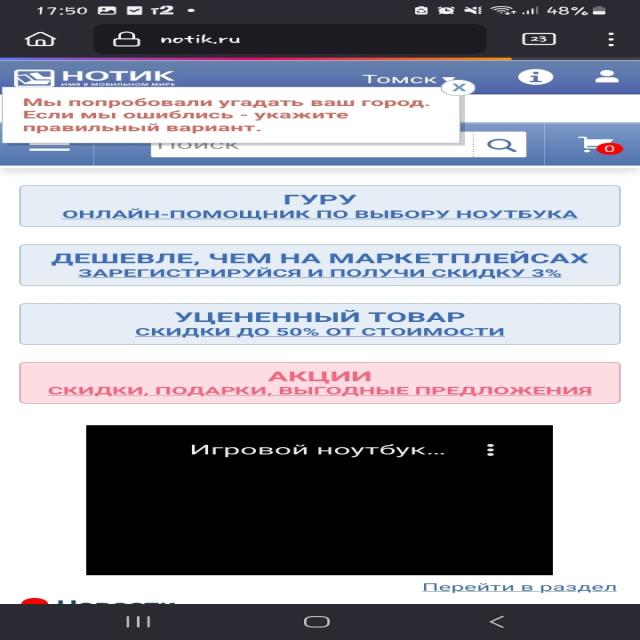 17:50 T2 48%
notik.ru 23
НОТИК Томск
ИМЯ В МОБИЛЬНОМ МИРЕ
Мы попробовали угадать ваш город.
Если мы ошиблись - укажите
правильный вариант.
Поиск 0
ГУРУ
ОНЛАЙН-ПОМОЩНИК ПО ВЫБОРУ НОУТБУКА
ДЕШЕВЛЕ, ЧЕМ НА МАРКЕТПЛЕЙСАХ
ЗАРЕГИСТРИРУЙСЯ И ПОЛУЧИ СКИДКУ 3%
УЦЕНЕННЫЙ ТОВАР
СКИДКИ ДО 50% ОТ СТОИМОСТИ
АКЦИИ
СКИДКИ, ПОДАРКИ, ВЫГОДНЫЕ ПРЕДЛОЖЕНИЯ
Игровой ноутбук...
Перейти в раздел
Новости